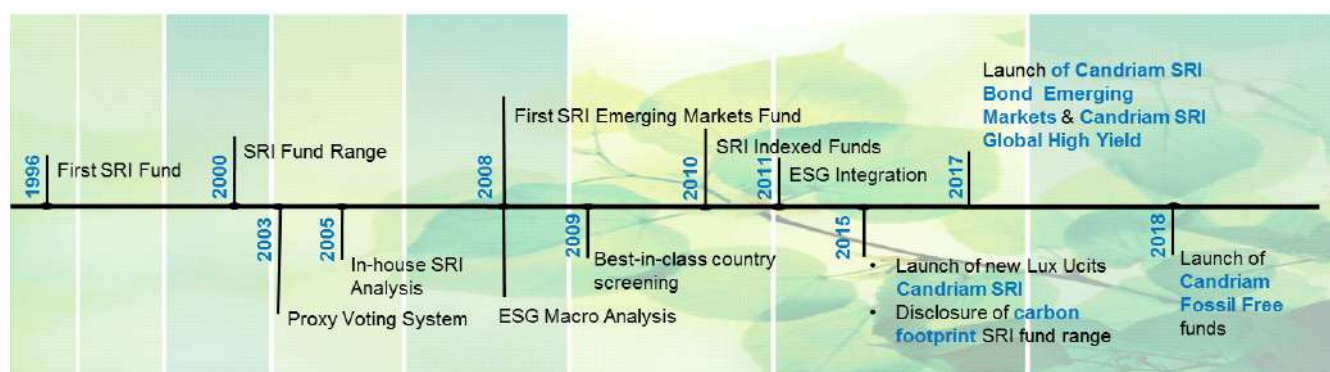 1996
First SRI Fund
2000
SRI Fund Range
2003
Proxy Voting System
2005
In-house SRI
Analysis
2008
First SRI Emerging Markets Fund
ESG Macro Analysis
2009
Best-in-class country
screening
2010
SRI Indexed Funds
2011
ESG Integration
2015
• Launch of new Lux Ucits
Candriam SRI
• Disclosure of carbon
footprint SRI fund range
2017
Launch of Candriam SRI
Bond Emerging
Markets & Candriam SRI
Global High Yield
2018
Launch of
Candriam
Fossil Free
funds